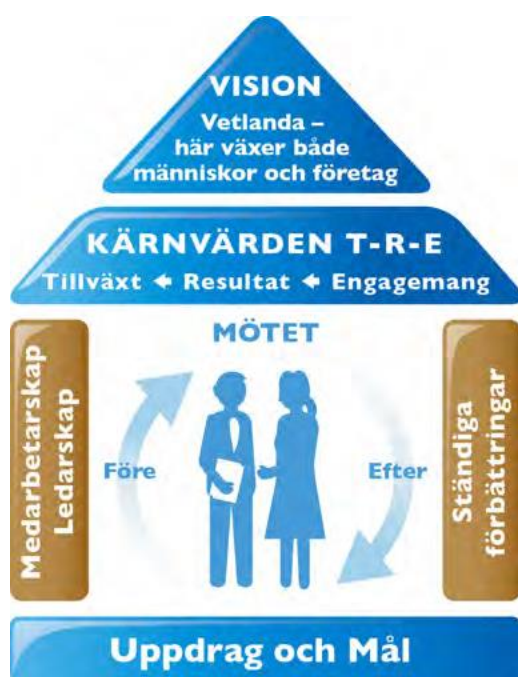 VISION
Vetlanda –
här växer både
människor och företag
KÄRNVÄRDEN T-R-E
Tillväxt ← Resultat ← Engagemang
MÖTET
Medarbetarskap
Ledarskap
Före
Efter
Ständiga
förbättringar
Uppdrag och Mål